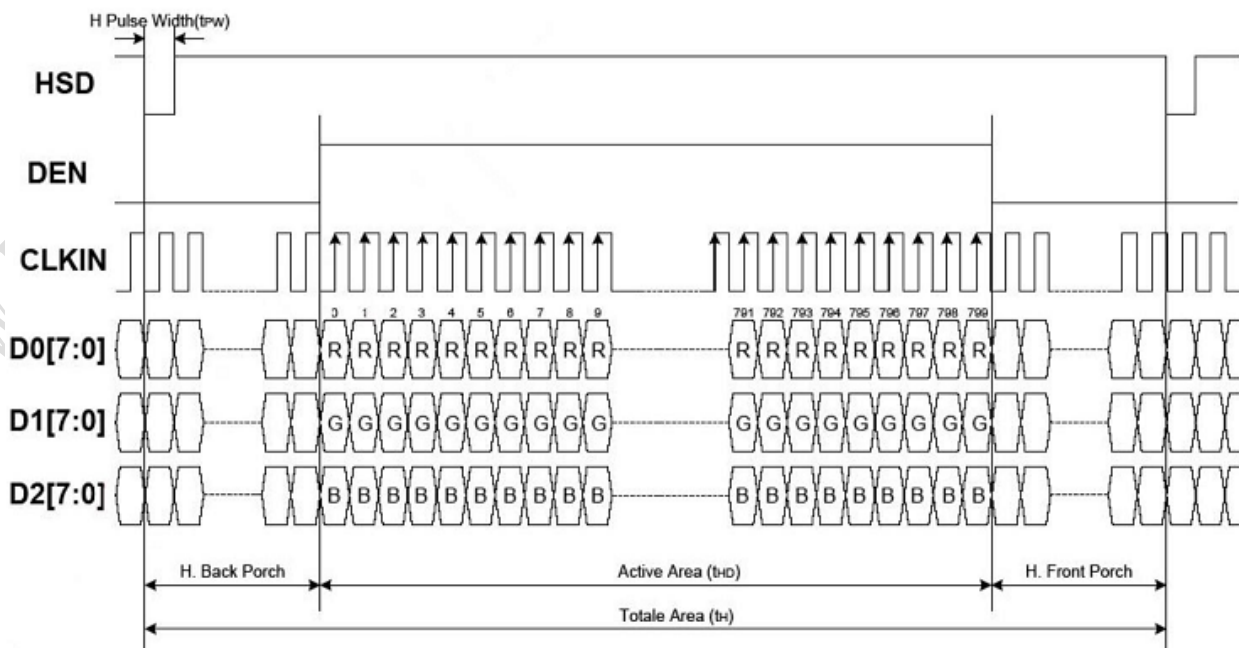 H Pulse Width(tPW)
HSD
DEN
CLKIN
0 1 2 3 4 5 6 7 8 9 791 792 793 794 795 796 797 798 799
D0[7:0] R R R R R R R R R R R R R R R R R R R
D1[7:0] G G G G G G G G G G G G G G G G G G G
D2[7:0] B B B B B B B B B B B B B B B B B B B
H. Back Porch Active Area (tHD) H. Front Porch
Totale Area (tH)